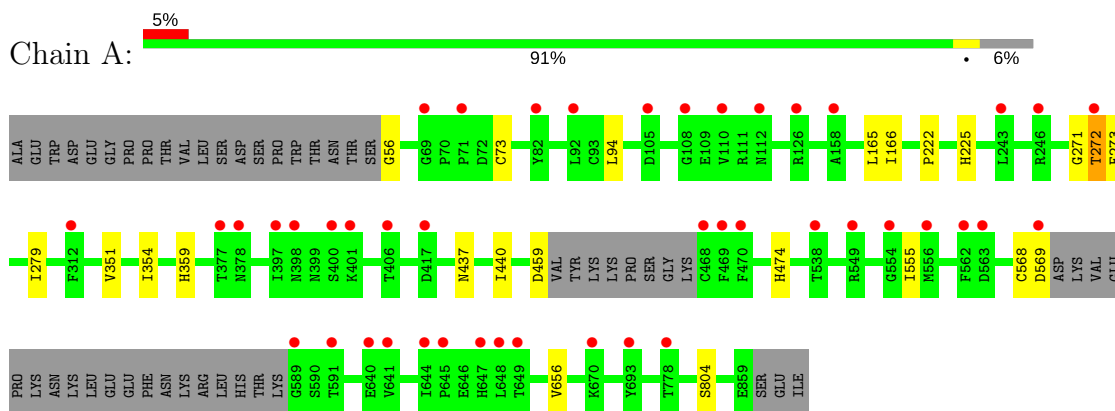 5%
Chain A:
91% • 6%
ALA GLU TRP ASP GLU GLY PRO PRO THR VAL LEU SER ASP SER PRO TRP THR ASN THR SER G56 G69 P70 P71 D72 C73 Y82 L92 C93 L94 D105 G108 E109 V110 R111 N112 R126 A158 L165 I166 P222 H225 L243 R246 G271 T272 E273
I279 F312 V351 I354 H359 T377 N378 I397 N398 N399 S400 K401 T406 D417 N437 I440 D459 VAL TYR LYS LYS PRO SER GLY LYS C468 F469 F470 H474 T538 R549 G554 I555 M556 F562 D563 C568 D569 ASP LYS VAL GLU
PRO LYS ASN LYS LEU GLU GLU PHE ASN LYS ARG LEU HIS THR LYS G589 S590 T591 E640 V641 I644 P645 E646 H647 L648 T649 V656 K670 Y693 T778 S804 E859 SER GLU ILE